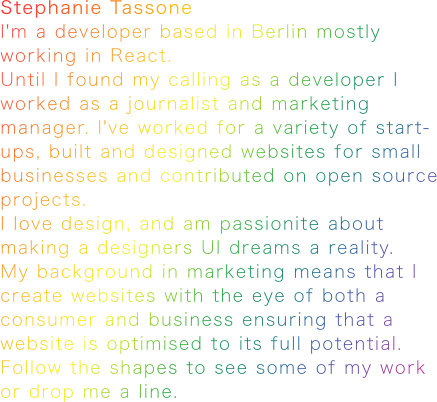 Stephanie Tassone
I'm a developer based in Berlin mostly
working in React.
Until I found my calling as a developer I
worked as a journalist and marketing
manager. I've worked for a variety of start-
ups, built and designed websites for small
businesses and contributed on open source
projects.
I love design, and am passionite about
making a designers UI dreams a reality.
My background in marketing means that I
create websites with the eye of both a
consumer and business ensuring that a
website is optimised to its full potential.
Follow the shapes to see some of my work
or drop me a line.